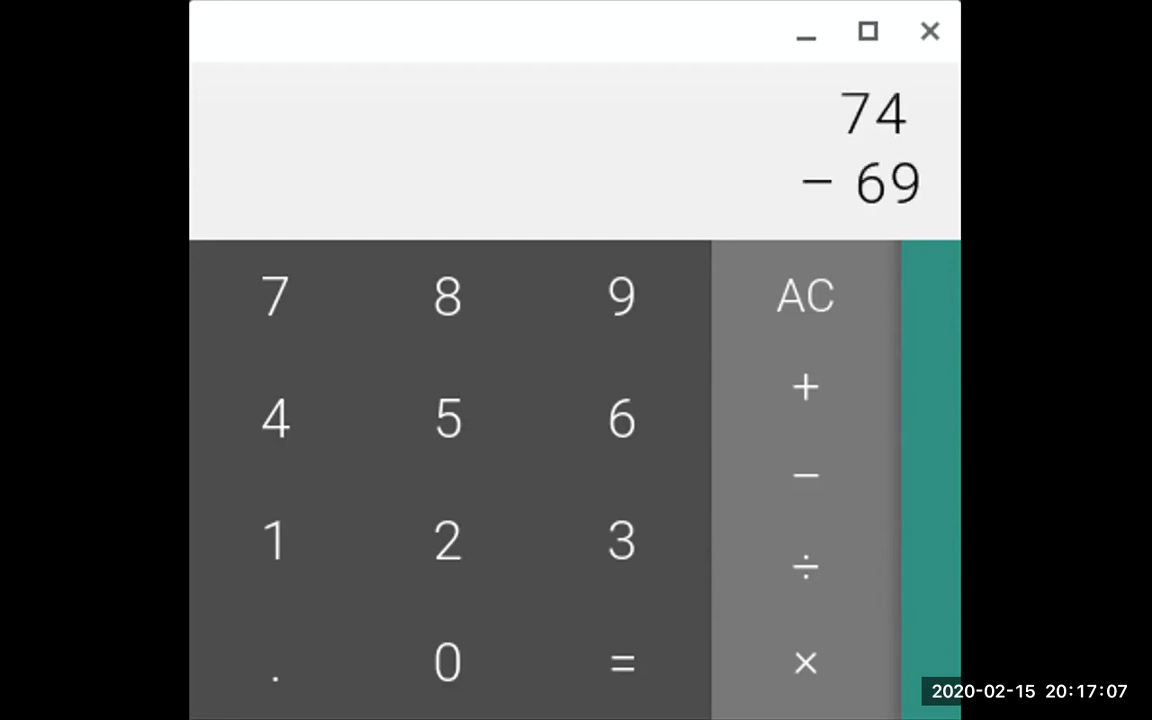 74
− 69
7 8 9 AC
+
4 5 6
−
1 2 3
÷
. 0 = ×
2020-02-15 20:17:07